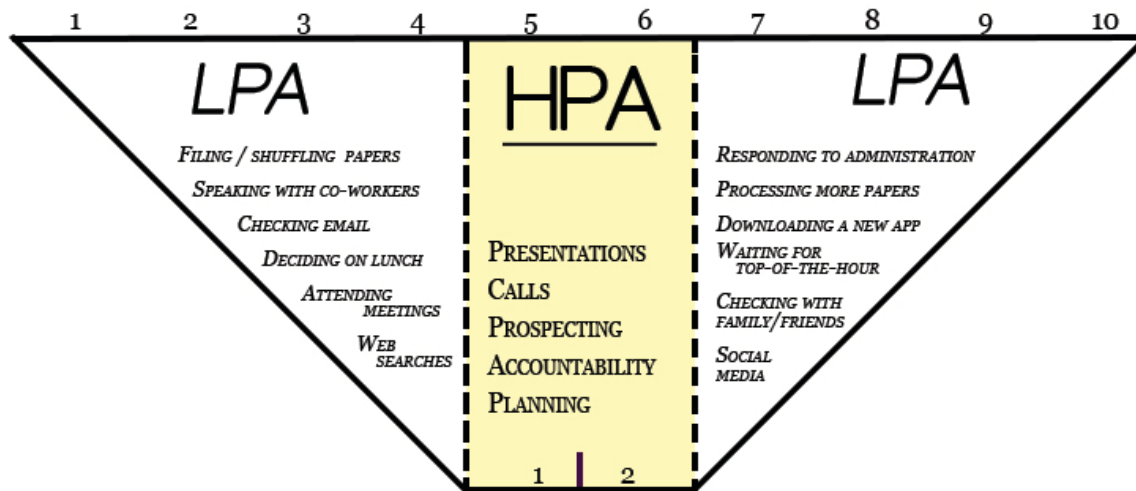 1 2 3 4 5 6 7 8 9 10
LPA
Filing / shuffling papers
Speaking with co-workers
Checking email
Deciding on lunch
Attending
meetings
Web
searches
HPA
Presentations
Calls
Prospecting
Accountability
Planning
1 2
LPA
Responding to administration
Processing more papers
Downloading a new app
Waiting for
top-of-the-hour
Checking with
family/friends
Social
media